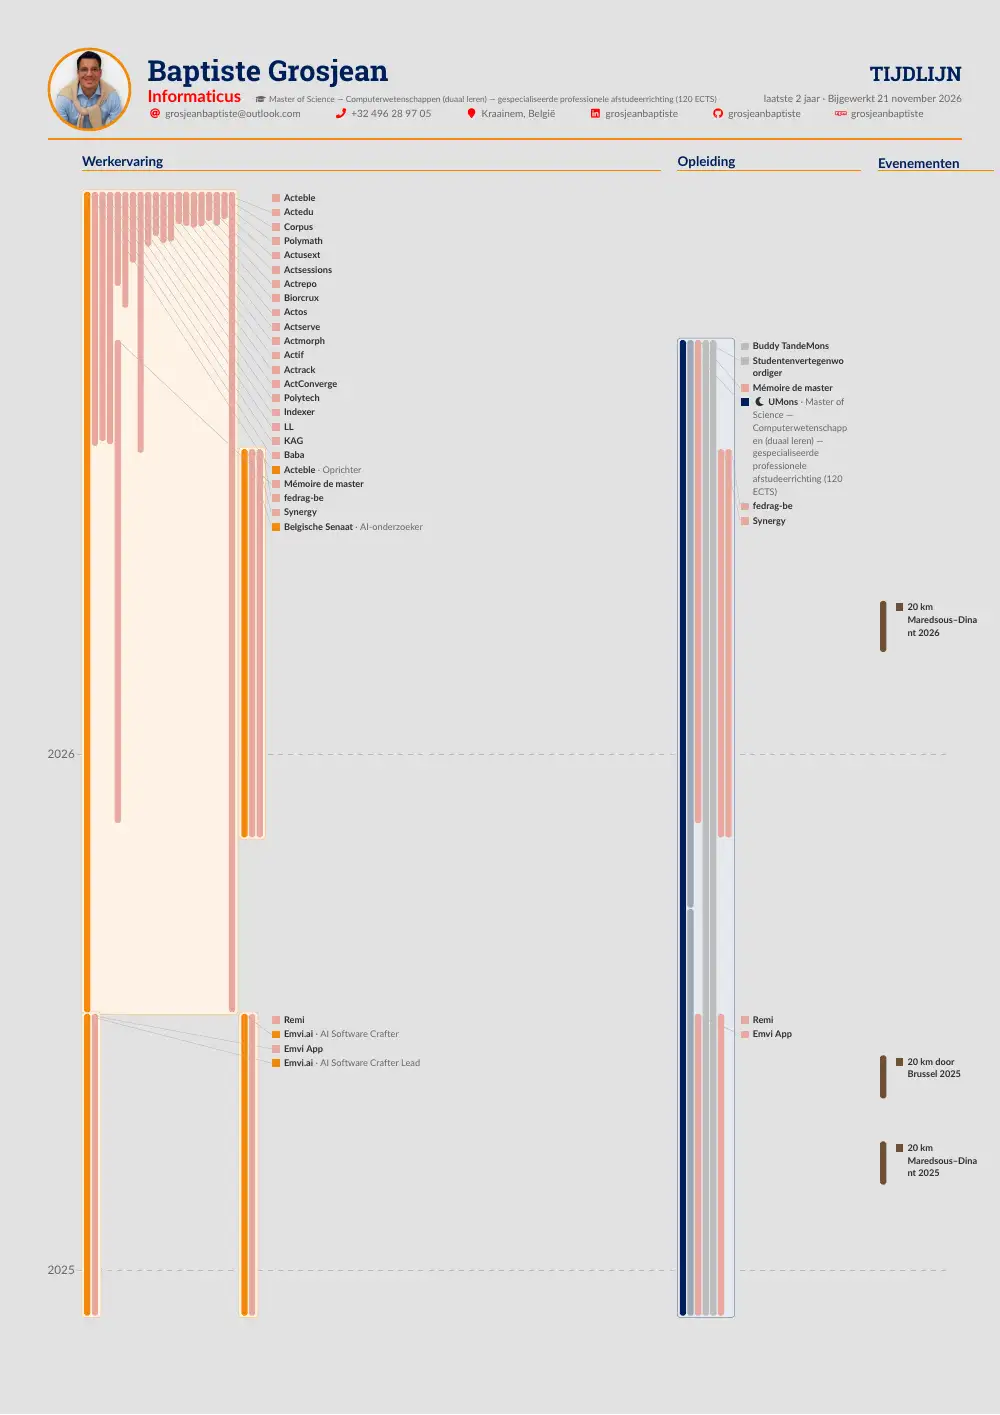 Baptiste Grosjean
TIJDLIJN
Informaticus
Master of Science — Computerwetenschappen (duaal leren) — gespecialiseerde professionele afstudeerrichting (120 ECTS)
laatste 2 jaar · Bijgewerkt 21 november 2026
grosjeanbaptiste@outlook.com
+32 496 28 97 05
Kraainem, België
grosjeanbaptiste
grosjeanbaptiste
grosjeanbaptiste
Werkervaring
Acteble
Actedu
Corpus
Polymath
Actusext
Actsessions
Actrepo
Biorcrux
Actos
Actserve
Actmorph
Actif
Actrack
ActConverge
Polytech
Indexer
LL
KAG
Baba
Acteble · Oprichter
Mémoire de master
fedrag-be
Synergy
Belgische Senaat · AI-onderzoeker
Remi
Emvi.ai · AI Software Crafter
Emvi App
Emvi.ai · AI Software Crafter Lead
Opleiding
Buddy TandeMons
Studentenvertegenwo
ordiger
Mémoire de master
UMons · Master of
Science —
Computerwetenschapp
en (duaal leren) —
gespecialiseerde
professionele
afstudeerrichting (120
ECTS)
fedrag-be
Synergy
Remi
Emvi App
Evenementen
20 km
Maredsous–Dina
nt 2026
20 km door
Brussel 2025
20 km
Maredsous–Dina
nt 2025
2026
2025